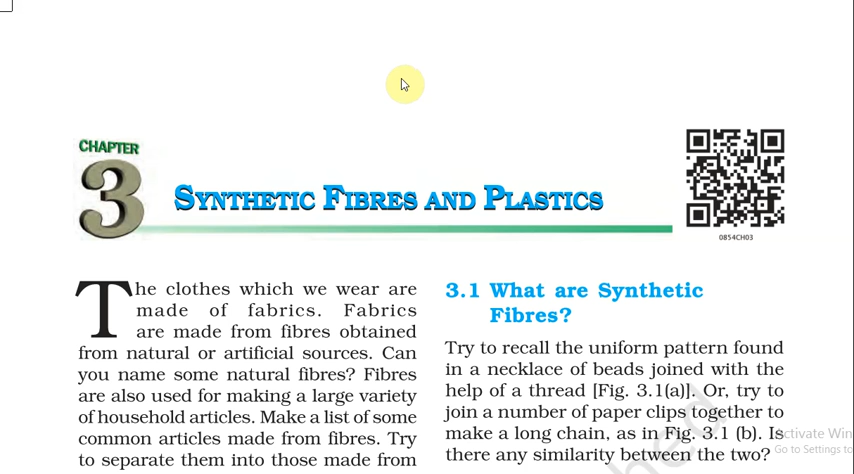 CHAPTER
3
SYNTHETIC FIBRES AND PLASTICS
0854CH03
The clothes which we wear are
made of fabrics. Fabrics
are made from fibres obtained
from natural or artificial sources. Can
you name some natural fibres? Fibres
are also used for making a large variety
of household articles. Make a list of some
common articles made from fibres. Try
to separate them into those made from
3.1 What are Synthetic
Fibres?
Try to recall the uniform pattern found
in a necklace of beads joined with the
help of a thread [Fig. 3.1(a)]. Or, try to
join a number of paper clips together to
make a long chain, as in Fig. 3.1 (b). Is
there any similarity between the two?
Activate Win
Go to Settings to